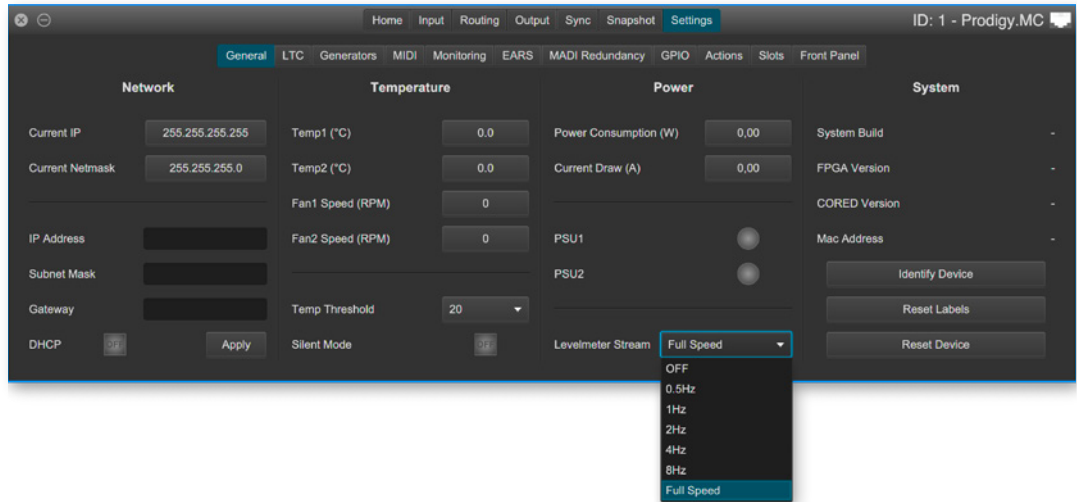 Home Input Routing Output Sync Snapshot Settings
ID: 1 - Prodigy.MC
General LTC Generators MIDI Monitoring EARS MADI Redundancy GPIO Actions Slots Front Panel
Network
Current IP 255.255.255.255
Current Netmask 255.255.255.0
IP Address
Subnet Mask
Gateway
DHCP OFF Apply
Temperature
Temp1 (°C) 0.0
Temp2 (°C) 0.0
Fan1 Speed (RPM) 0
Fan2 Speed (RPM) 0
Temp Threshold 20
Silent Mode OFF
Power
Power Consumption (W) 0,00
Current Draw (A) 0,00
PSU1
PSU2
Levelmeter Stream Full Speed
OFF
0.5Hz
1Hz
2Hz
4Hz
8Hz
Full Speed
System
System Build -
FPGA Version -
CORED Version -
Mac Address -
Identify Device
Reset Labels
Reset Device